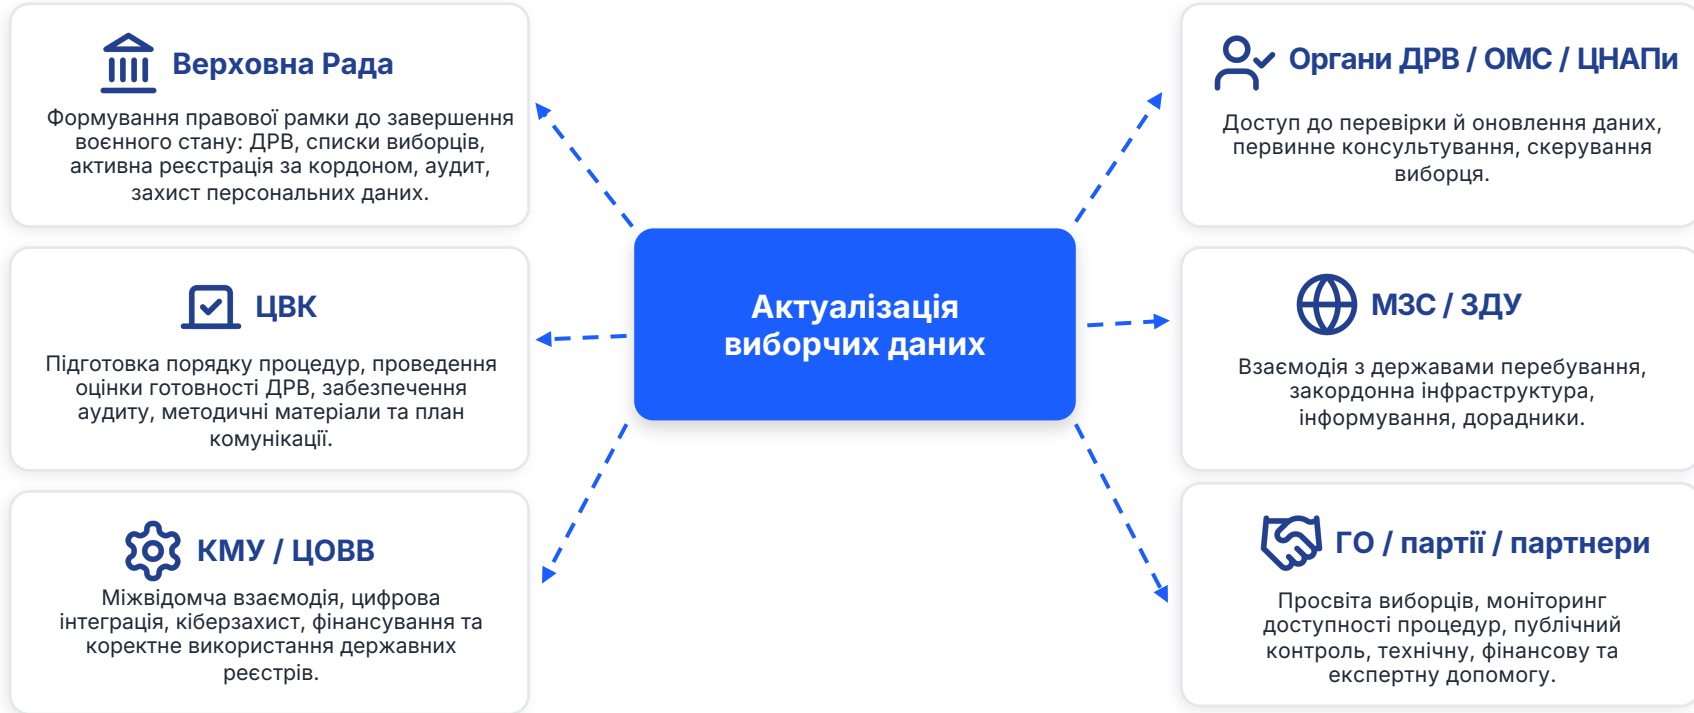 Верховна Рада
Формування правової рамки до завершення
воєнного стану: ДРВ, списки виборців,
активна реєстрація за кордоном, аудит,
захист персональних даних.
ЦВК
Підготовка порядку процедур, проведення
оцінки готовності ДРВ, забезпечення
аудиту, методичні матеріали та план
комунікації.
КМУ / ЦОВВ
Міжвідомча взаємодія, цифрова
інтеграція, кіберзахист, фінансування та
коректне використання державних
реєстрів.
Актуалізація
виборчих даних
Органи ДРВ / ОМС / ЦНАПи
Доступ до перевірки й оновлення даних,
первинне консультування, скерування
виборця.
МЗС / ЗДУ
Взаємодія з державами перебування,
закордонна інфраструктура,
інформування, дорадники.
ГО / партії / партнери
Просвіта виборців, моніторинг
доступності процедур, публічний
контроль, технічну, фінансову та
експертну допомогу.